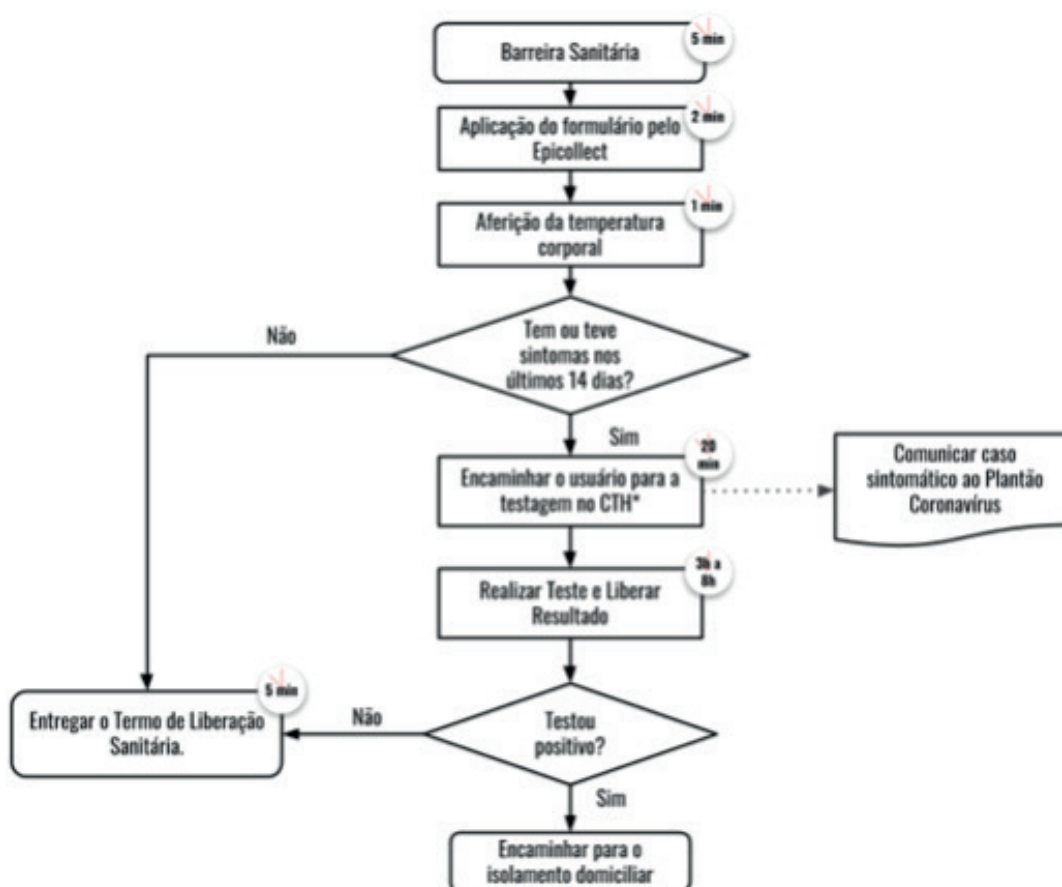 Barreira Sanitária
5 min
Aplicação do formulário pelo
Epicollect
2 min
Aferição da temperatura
corporal
1 min
Tem ou teve
sintomas nos
últimos 14 dias?
Não
Sim
Encaminhar o usuário para a
testagem no CTH*
20
min
Comunicar caso
sintomático ao Plantão
Coronavírus
Realizar Teste e Liberar
Resultado
3h a
8h
Testou
positivo?
Não
Entregar o Termo de Liberação
Sanitária.
5 min
Sim
Encaminhar para o
isolamento domiciliar